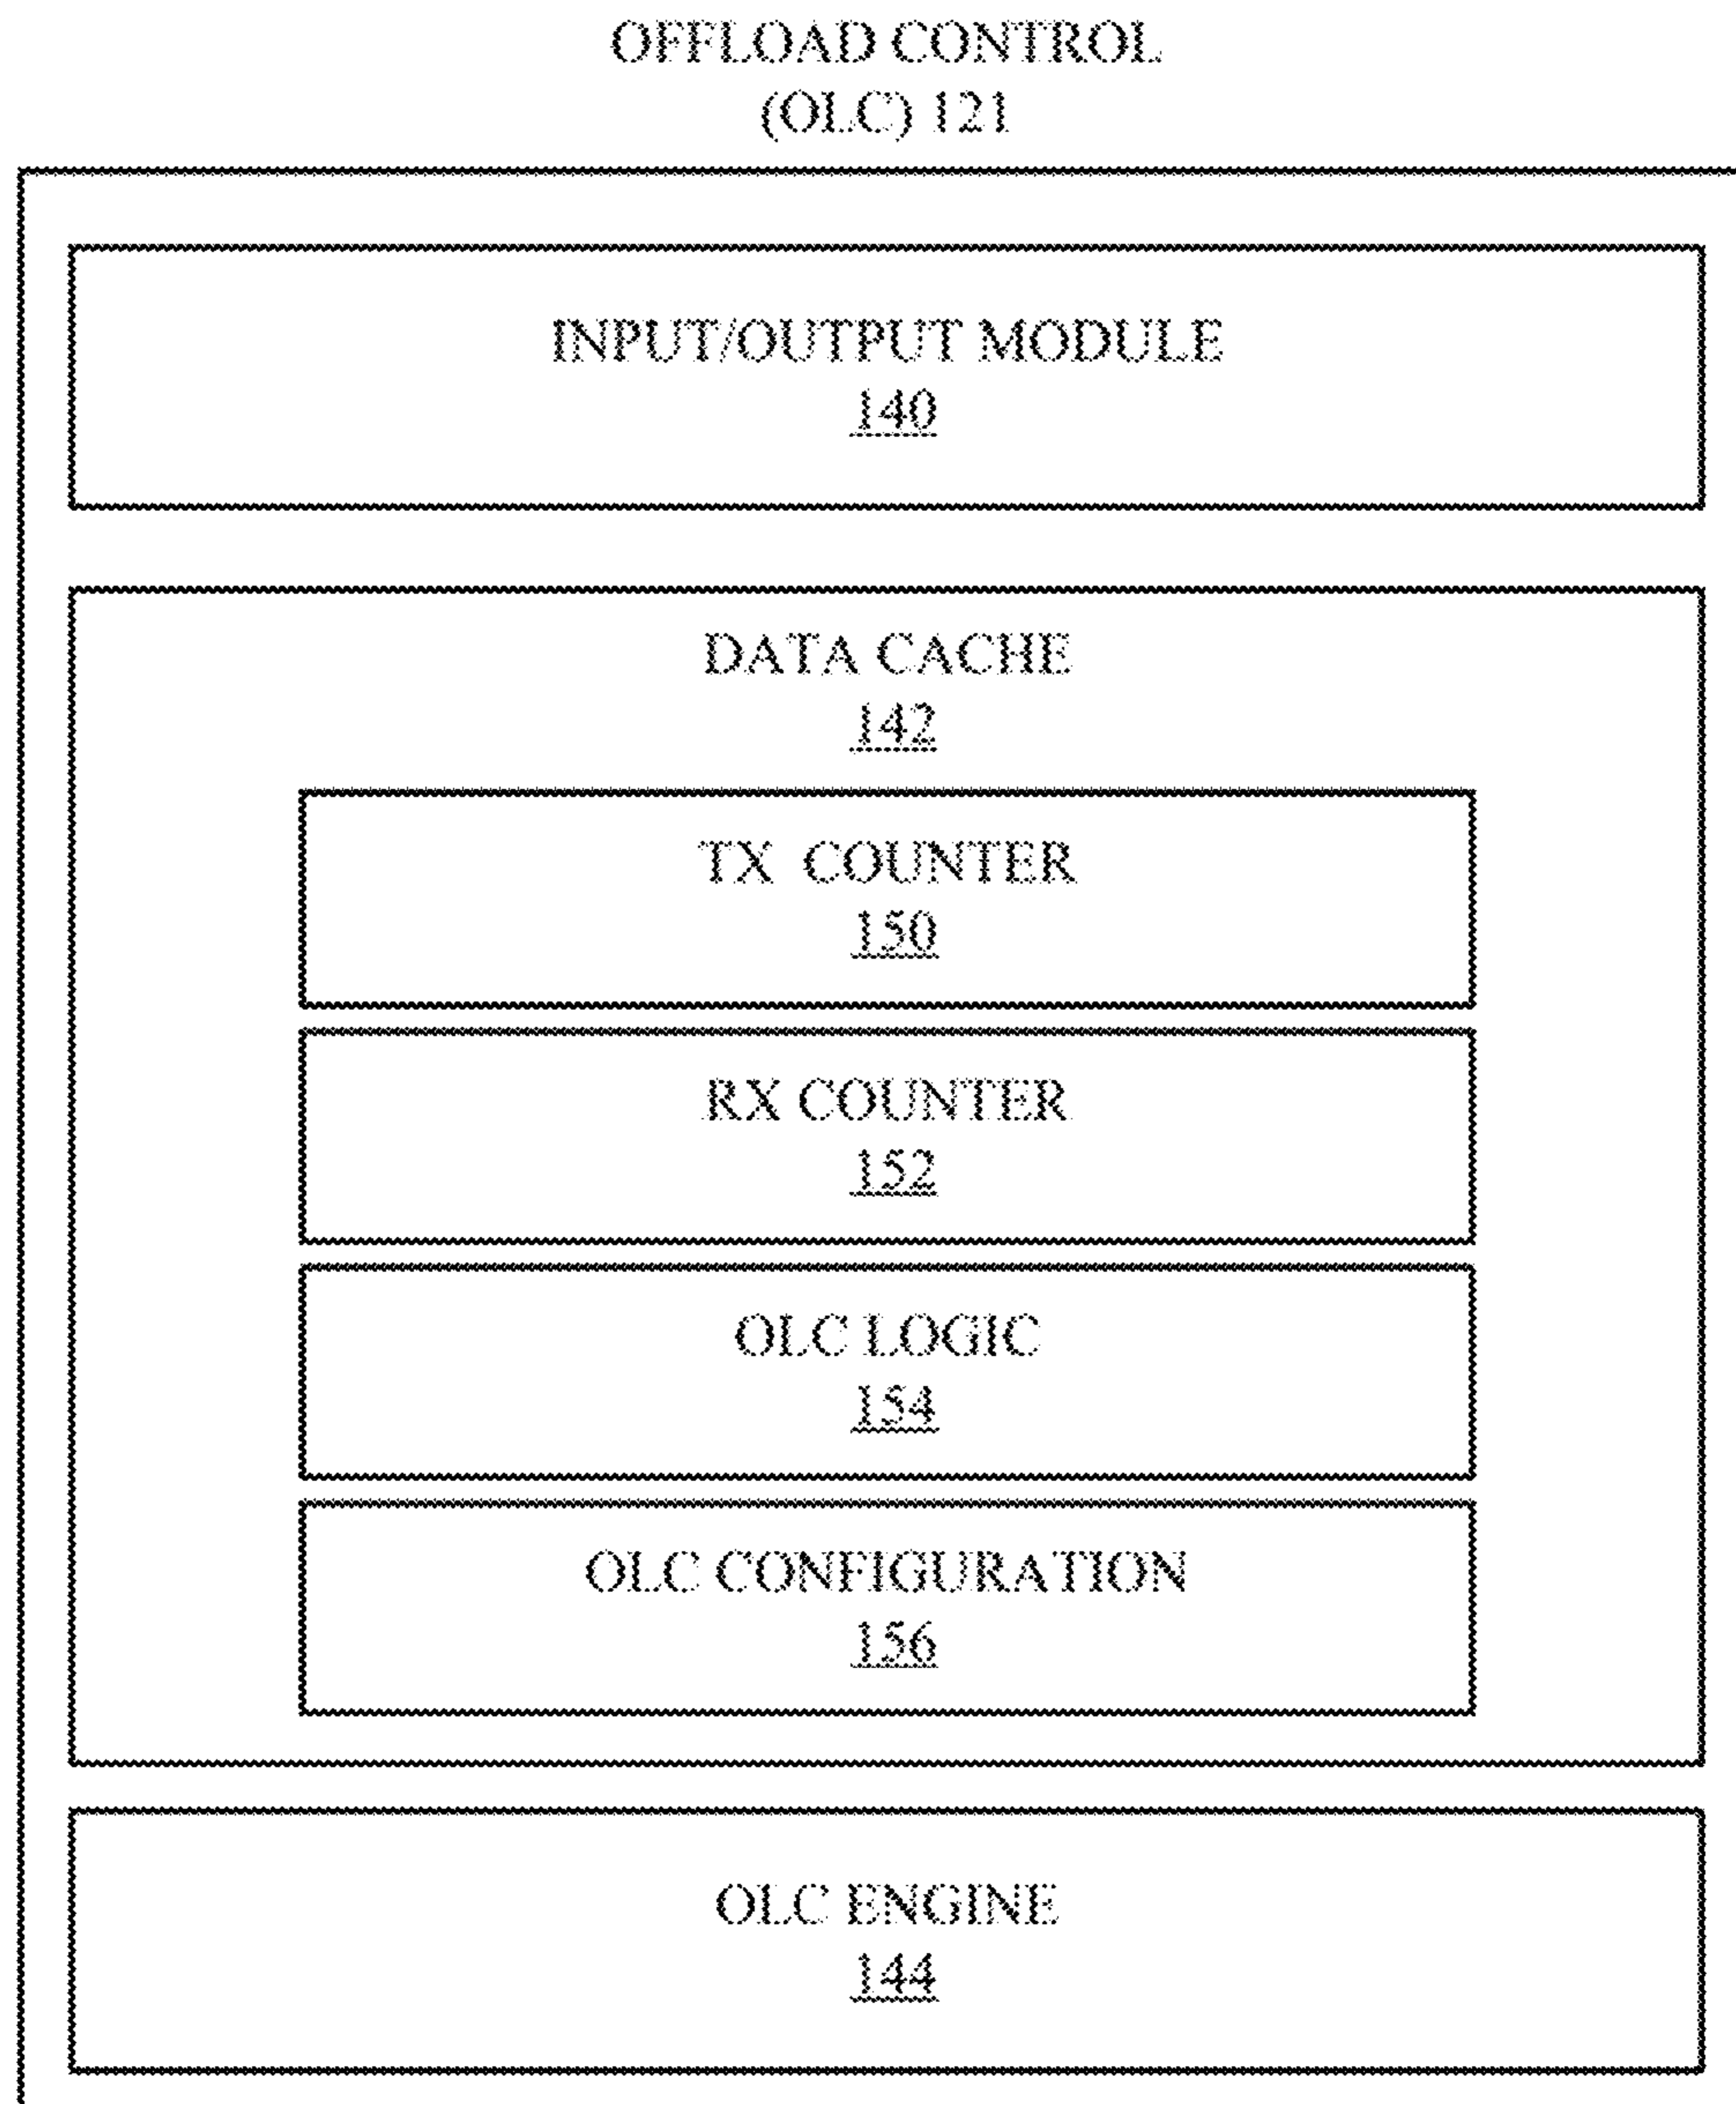 OFFLOAD CONTROL
(OLC) 121
INPUT/OUTPUT MODULE
140
DATA CACHE
142
TX COUNTER
150
RX COUNTER
152
OLC LOGIC
154
OLC CONFIGURATION
156
OLC ENGINE
144